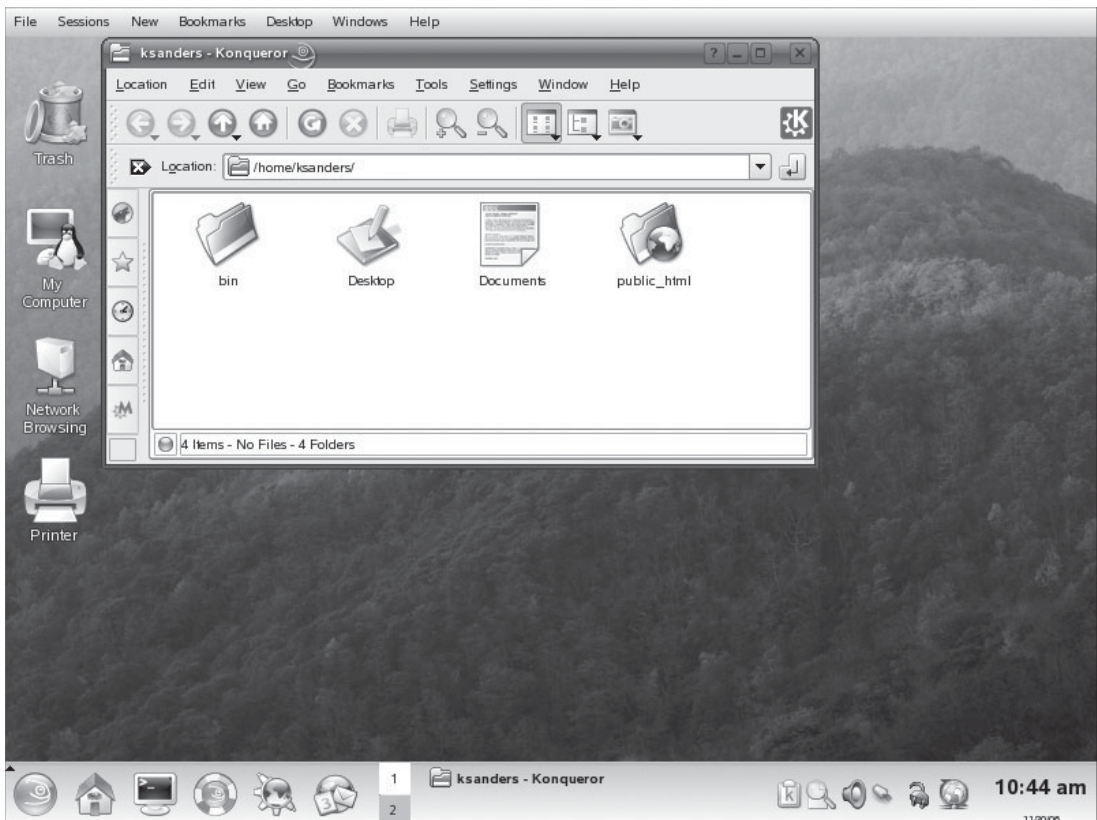 File Sessions New Bookmarks Desktop Windows Help
ksanders - Konqueror
Location Edit View Go Bookmarks Tools Settings Window Help
Location: /home/ksanders/
Trash
My
Computer
Network
Browsing
Printer
bin
Desktop
Documents
public_html
4 Items - No Files - 4 Folders
1
2
ksanders - Konqueror
10:44 am